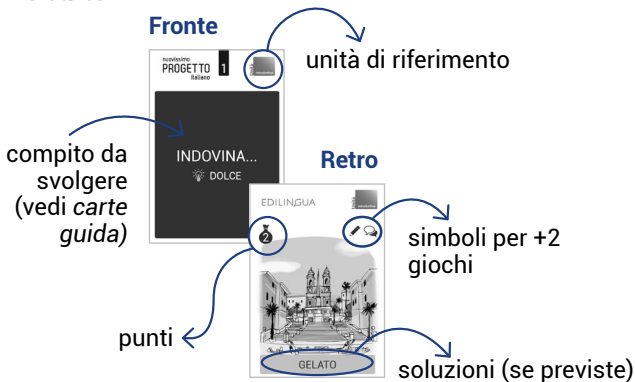 Fronte
unità di riferimento
nuovissimo
PROGETTO
italiano
1
compito da
svolgere
(vedi carte
guida)
INDOVINA...
DOLCE
Retro
EDILINGUA
2
simboli per +2
giochi
punti
GELATO
soluzioni (se previste)